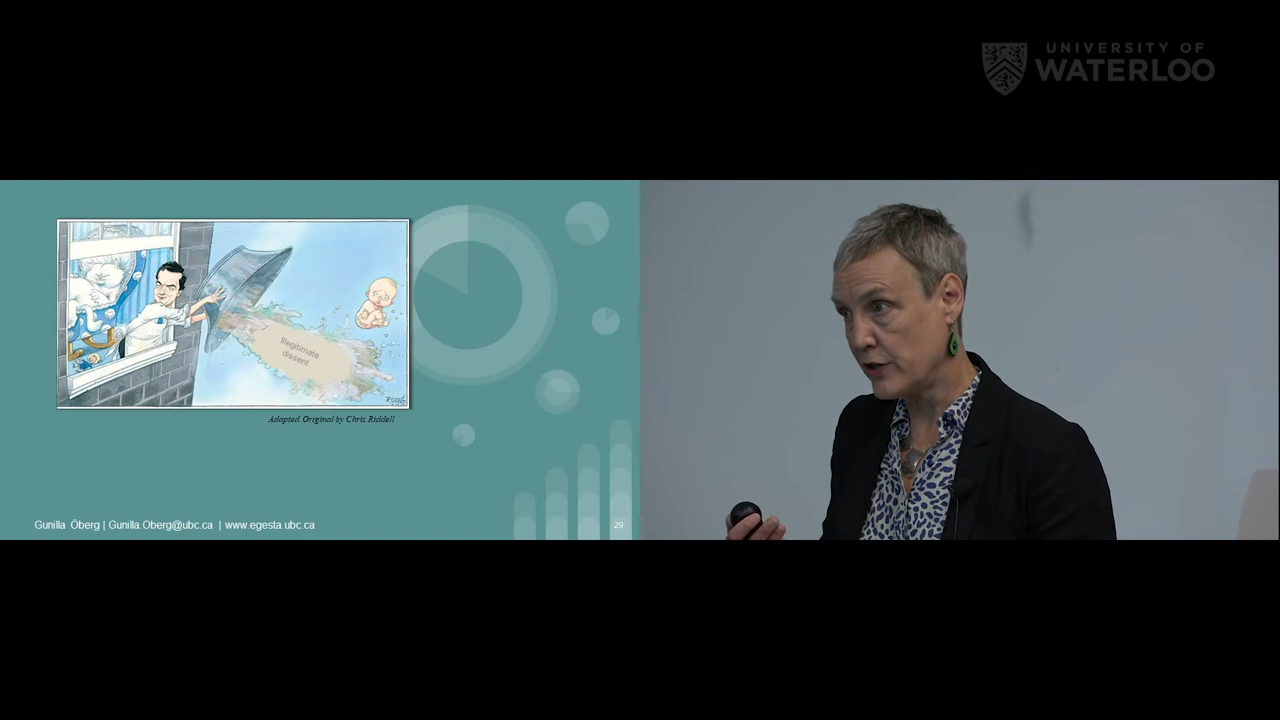 UNIVERSITY OF
WATERLOO
Illegitimate
dissent
Adapted Original by Chris Riddell
Gunilla Öberg | Gunilla.Oberg@ubc.ca | www.egesta.ubc.ca
29